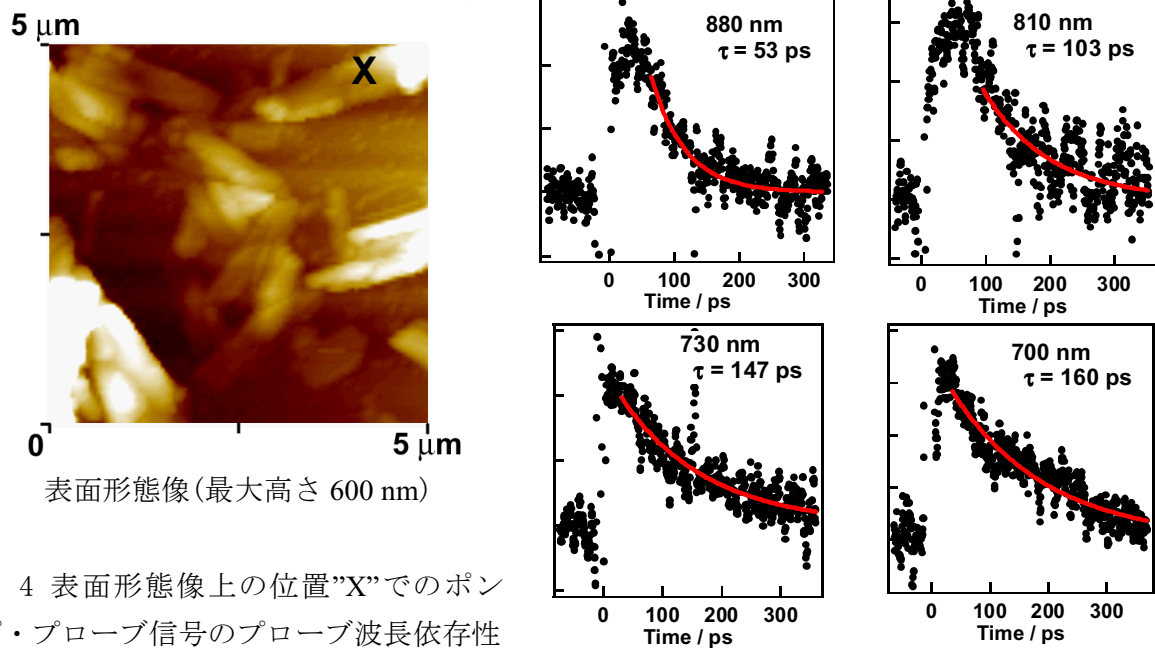 5 μm
X
0
5 μm
表面形態像(最大高さ 600 nm)
4 表面形態像上の位置"X"でのポン
・プローブ信号のプローブ波長依存性
880 nm
τ = 53 ps
0 100 200 300
Time / ps
810 nm
τ = 103 ps
0 100 200 300
Time / ps
730 nm
τ = 147 ps
0 100 200 300
Time / ps
700 nm
τ = 160 ps
0 100 200 300
Time / ps